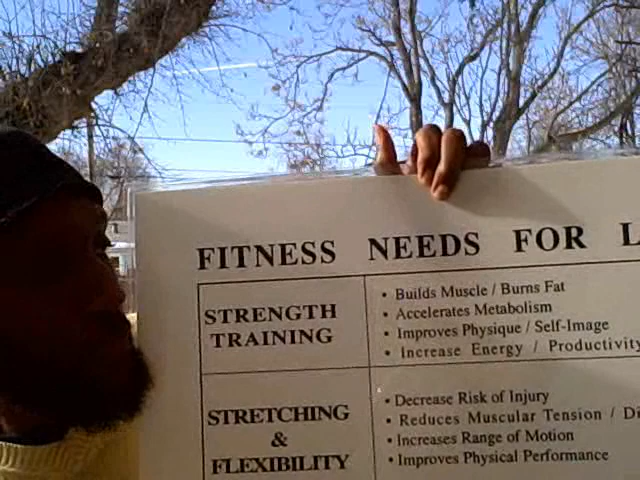 FITNESS NEEDS FOR L
STRENGTH
TRAINING
• Builds Muscle / Burns Fat
• Accelerates Metabolism
• Improves Physique / Self-Image
• Increase Energy / Productivity
STRETCHING
&
FLEXIBILITY
• Decrease Risk of Injury
• Reduces Muscular Tension / Di
• Increases Range of Motion
• Improves Physical Performance